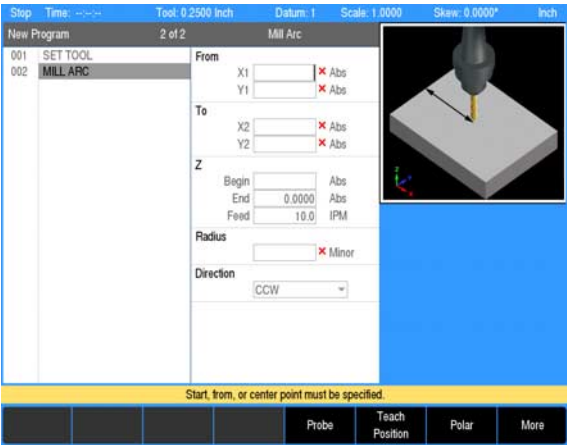 Stop Time: --:--:-- Tool: 0.2500 Inch Datum: 1 Scale: 1.0000 Skew: 0.0000° Inch
New Program 2 of 2 Mill Arc
001 SET TOOL
002 MILL ARC
From
X1 Abs
Y1 Abs
To
X2 Abs
Y2 Abs
Z
Begin Abs
End 0.0000 Abs
Feed 10.0 IPM
Radius
Minor
Direction
CCW
Start, from, or center point must be specified.
Probe Teach Position Polar More